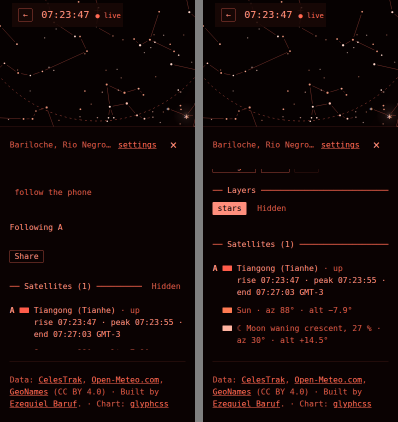 ← 07:23:47 ● live
Bariloche, Rio Negro… settings ×
follow the phone
Following A
Share
Satellites (1) Hidden
A Tiangong (Tianhe) · up
rise 07:23:47 · peak 07:23:55 ·
end 07:27:03 GMT-3
Data: CelesTrak, Open-Meteo.com,
GeoNames (CC BY 4.0) · Built by
Ezequiel Baruf. · Chart: glyphcss
← 07:23:47 ● live
Bariloche, Rio Negro… settings ×
Layers
stars Hidden
Satellites (1)
A Tiangong (Tianhe) · up
rise 07:23:47 · peak 07:23:55 ·
end 07:27:03 GMT-3
Sun · az 88° · alt −7.9°
☾ Moon waning crescent, 27 % ·
az 30° · alt +14.5°
Data: CelesTrak, Open-Meteo.com,
GeoNames (CC BY 4.0) · Built by
Ezequiel Baruf. · Chart: glyphcss